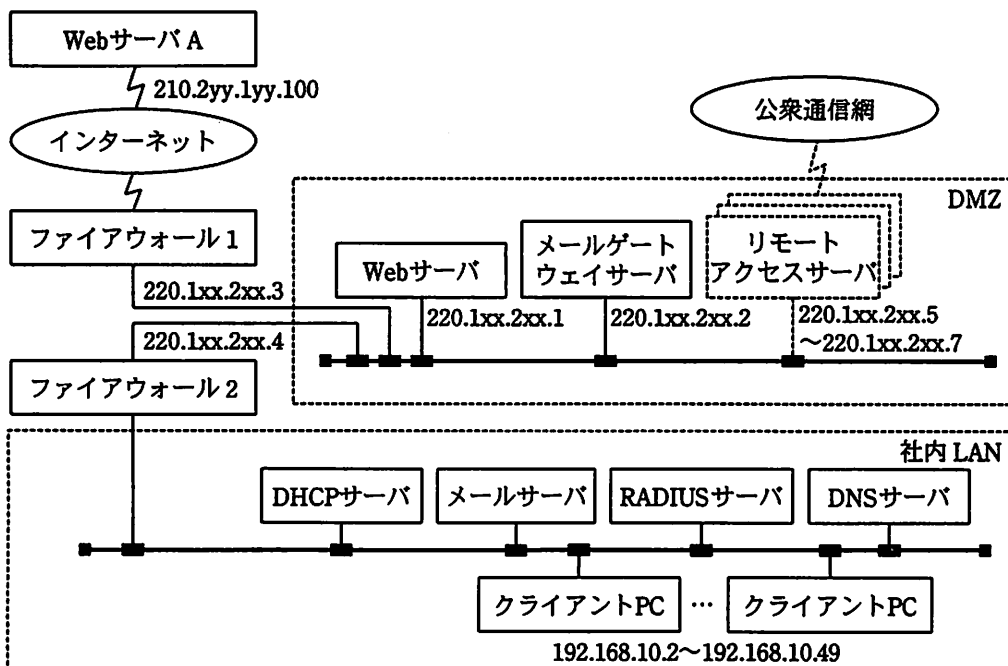 WebサーバA
210.2yy.1yy.100
インターネット
公衆通信網
DMZ
ファイアウォール1
Webサーバ
メールゲート
ウェイサーバ
リモート
アクセスサーバ
220.1xx.2xx.3
220.1xx.2xx.1
220.1xx.2xx.2
220.1xx.2xx.5
～220.1xx.2xx.7
220.1xx.2xx.4
ファイアウォール2
社内LAN
DHCPサーバ
メールサーバ
RADIUSサーバ
DNSサーバ
クライアントPC
…
クライアントPC
192.168.10.2～192.168.10.49